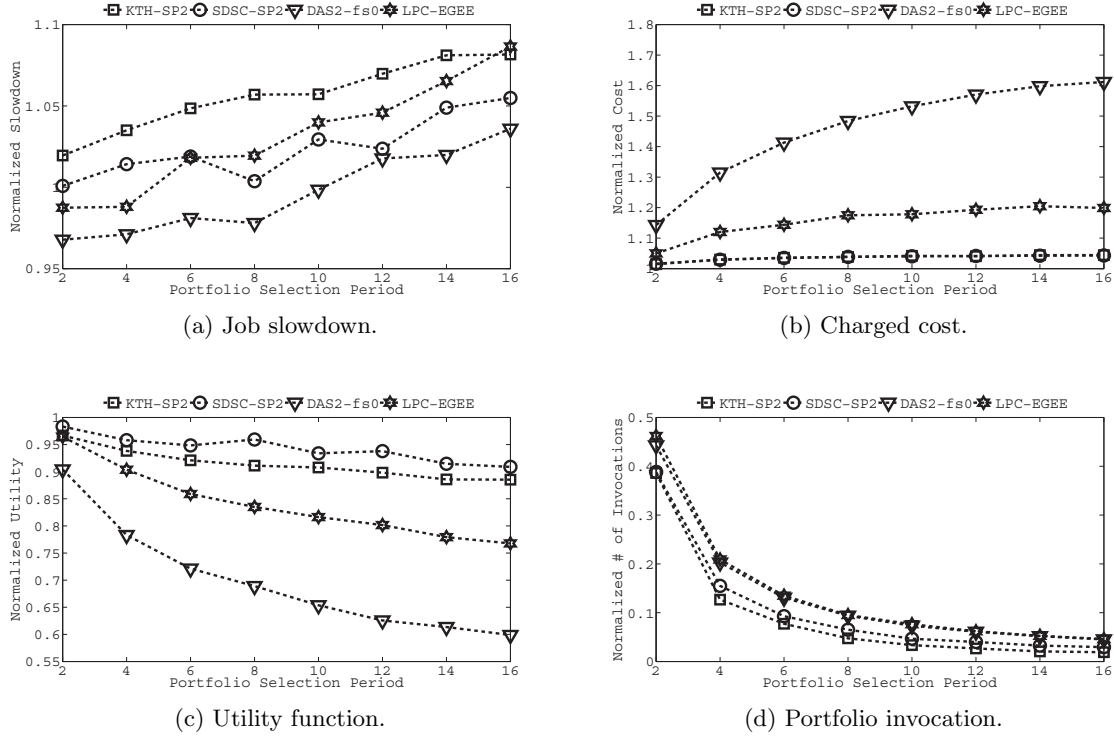 KTH-SP2 SDSC-SP2 DAS2-fs0 LPC-EGEE
1.1
1.05
1
0.95
Normalized Slowdown
2 4 6 8 10 12 14 16
Portfolio Selection Period
(a) Job slowdown.
KTH-SP2 SDSC-SP2 DAS2-fs0 LPC-EGEE
1.8
1.7
1.6
1.5
1.4
1.3
1.2
1.1
1
Normalized Cost
2 4 6 8 10 12 14 16
Portfolio Selection Period
(b) Charged cost.
KTH-SP2 SDSC-SP2 DAS2-fs0 LPC-EGEE
1
0.95
0.9
0.85
0.8
0.75
0.7
0.65
0.6
0.55
Normalized Utility
2 4 6 8 10 12 14 16
Portfolio Selection Period
(c) Utility function.
KTH-SP2 SDSC-SP2 DAS2-fs0 LPC-EGEE
0.5
0.4
0.3
0.2
0.1
0
Normalized # of Invocations
2 4 6 8 10 12 14 16
Portfolio Selection Period
(d) Portfolio invocation.